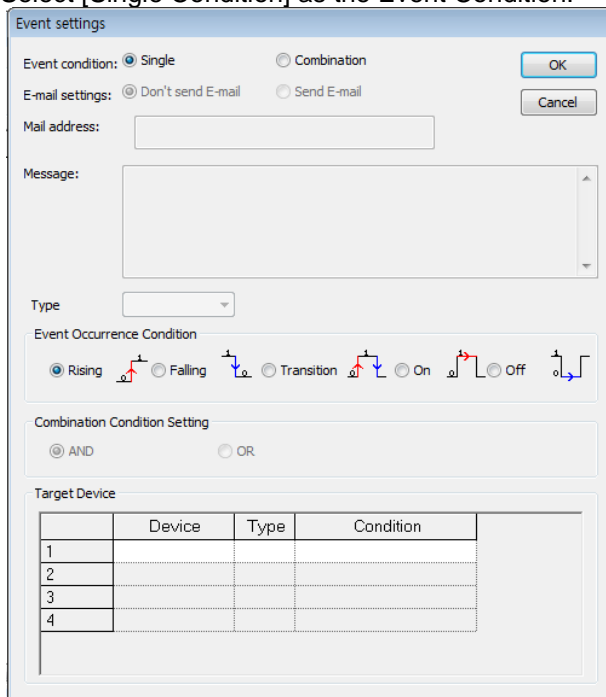 Select [Single Condition] as the Event Condition.
Event settings
Event condition: Single Combination OK
E-mail settings: Don't send E-mail Send E-mail Cancel
Mail address:
Message:
Type
Event Occurrence Condition
Rising Falling Transition On Off
Combination Condition Setting
AND OR
Target Device
Device Type Condition
1
2
3
4